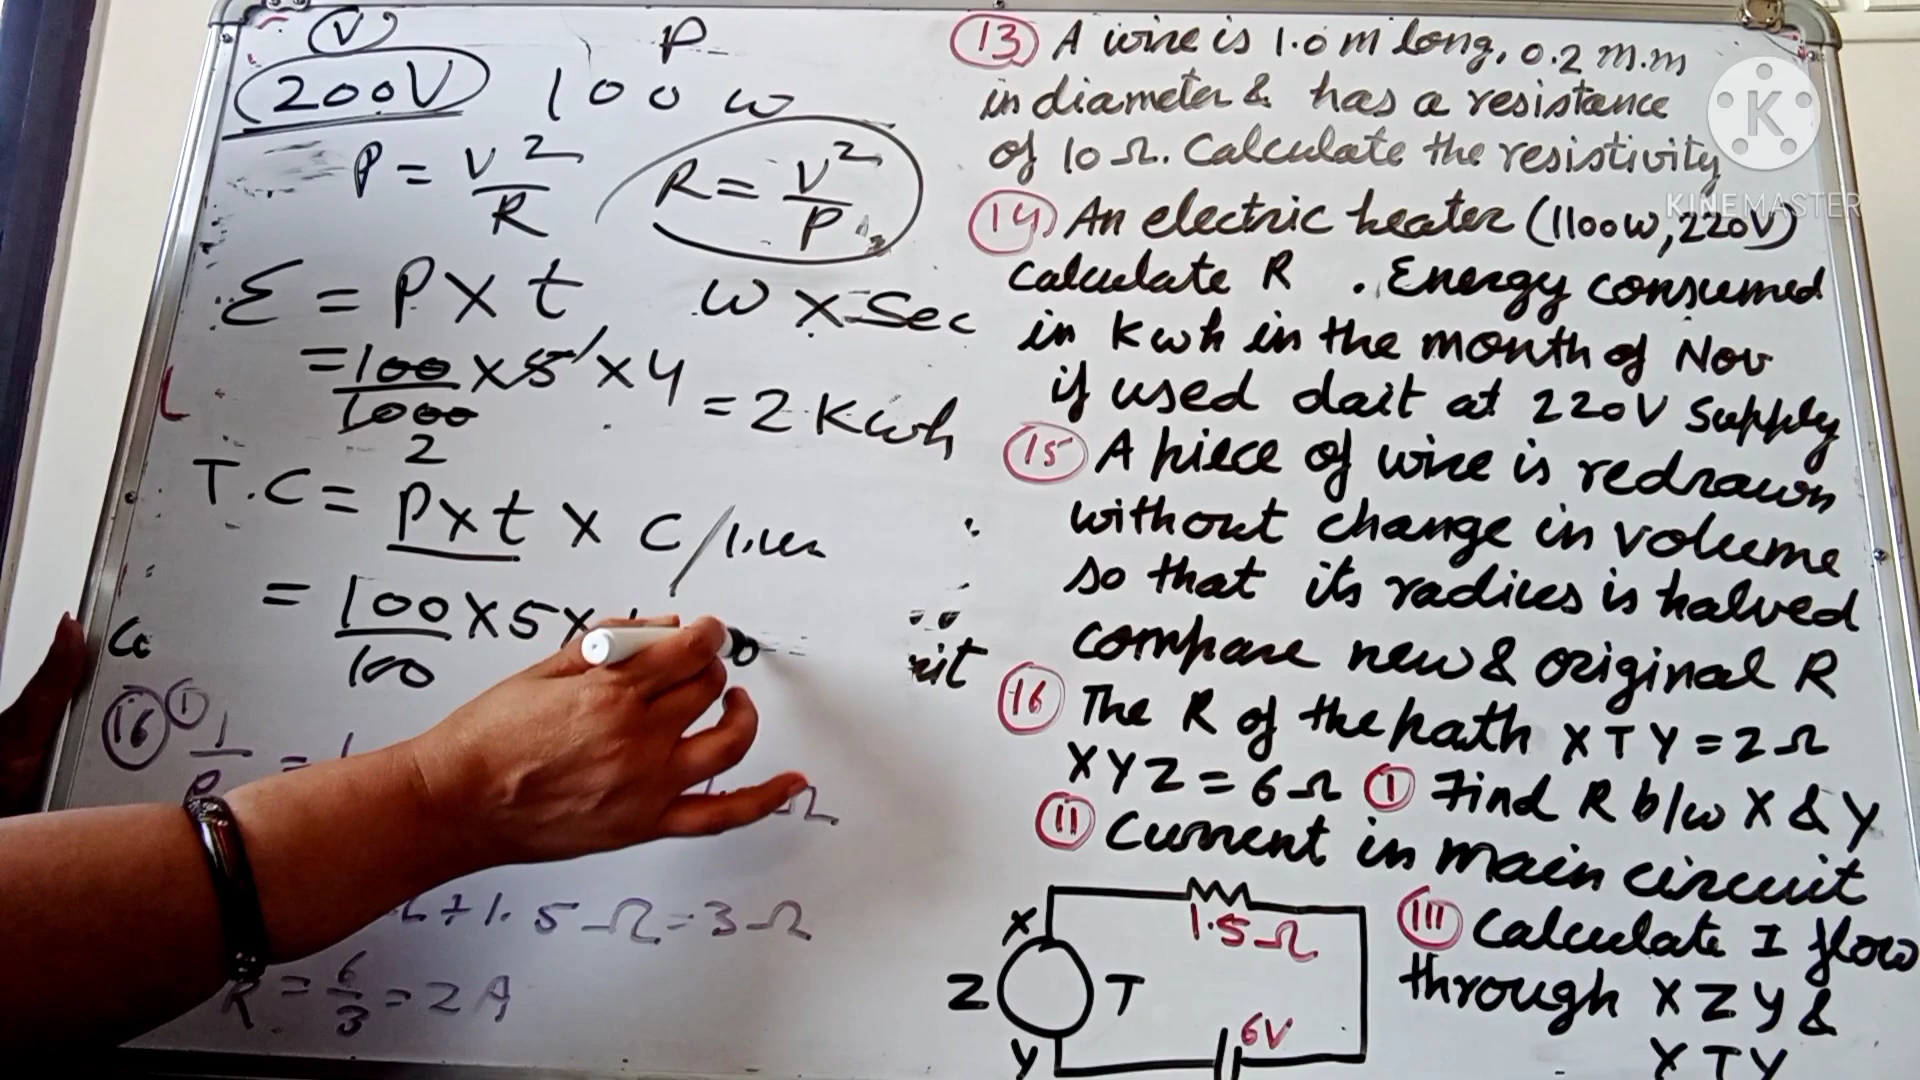 V
200V 100 W
P
P = V²/R
R = V²/P
E = P X t W X Sec
= 100/1000 X 5 X 4 = 2 Kwh
2
T.C = P X t X C/
= 100/100 X 5 X
16 I 1/R =
+ 1.5 Ω = 3 Ω
R = 6/3 = 2 A
13 A wire is 1.0 m long, 0.2 m.m
in diameter & has a resistance
of 10 Ω. Calculate the resistivity
14 An electric heater (1100w, 220V)
Calculate R . Energy consumed
in Kwh in the month of Nov
if used dait at 220V Supply
15 A piece of wire is redrawn
without change in volume
so that its radius is halved
compare new & original R
16 The R of the path XTY = 2 Ω
XYZ = 6 Ω I Find R b/w X & Y
II Current in main circuit
III Calculate I flow
through XZY &
XTY
X
1.5 Ω
Z T
6V
Y
K
KINEMASTER